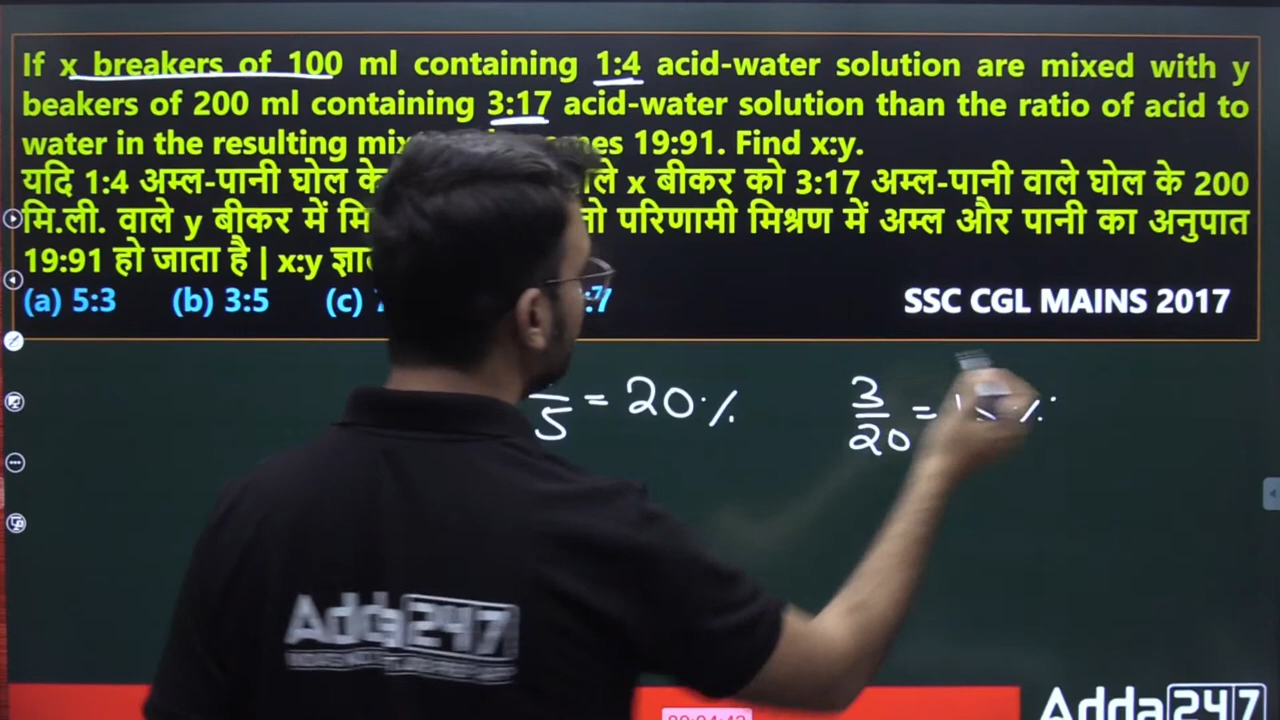 If x breakers of 100 ml containing 1:4 acid-water solution are mixed with y
beakers of 200 ml containing 3:17 acid-water solution than the ratio of acid to
water in the resulting 19:91. Find x:y.
यदि 1:4 अम्ल-पानी घोल के x बीकर को 3:17 अम्ल-पानी वाले घोल के 200
मि.ली. वाले y बीकर में परिणामी मिश्रण में अम्ल और पानी का अनुपात
19:91 हो जाता है | x:y
(a) 5:3 (b) 3:5 (c) :7 SSC CGL MAINS 2017
5 = 20% 3/20 = %
Adda247
Adda247